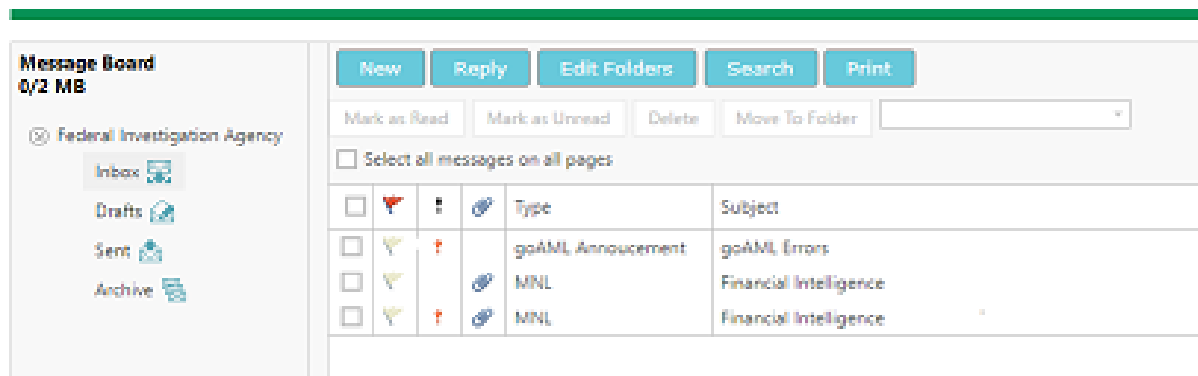 Message Board
0/2 MB
Federal Investigation Agency
Inbox
Drafts
Sent
Archive
New Reply Edit Folders Search Print
Mark as Read Mark as Unread Delete Move To Folder
Select all messages on all pages
Type Subject
goAML Annoucement goAML Errors
MNL Financial Intelligence
MNL Financial Intelligence